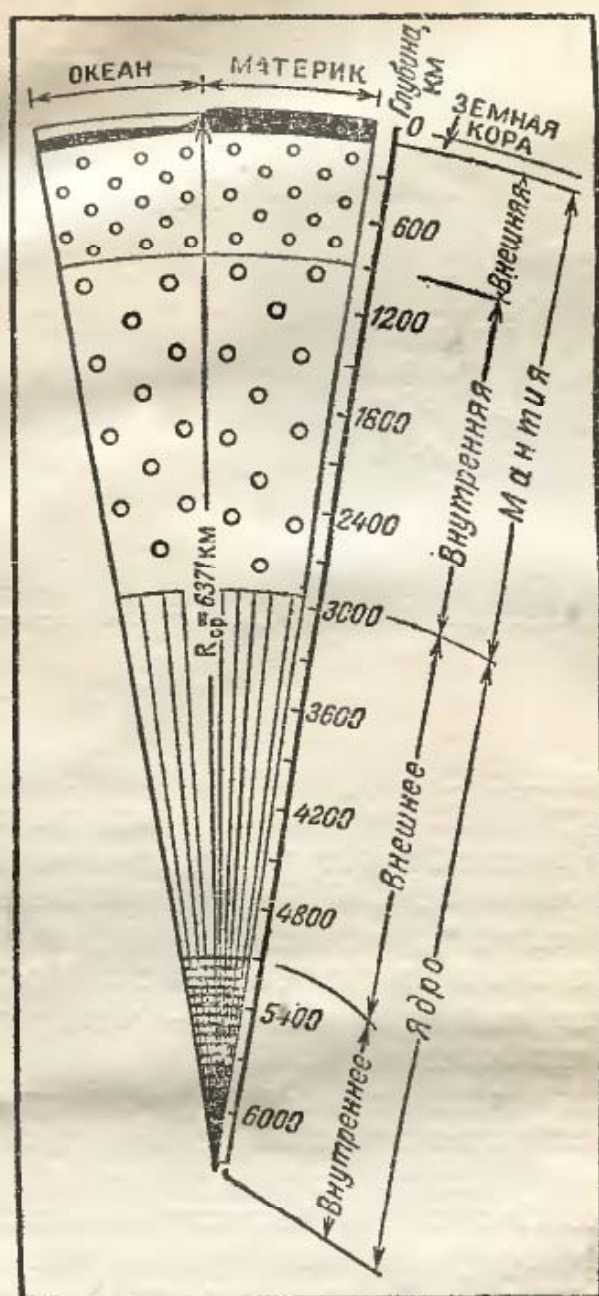 ОКЕАН
МАТЕРИК
Глубина,
КМ
ЗЕМНАЯ
КОРА
0
600
1200
1800
2400
3000
3600
4200
4800
5400
6000
Rср.=6371 КМ
Внешняя
Внутренняя
Мантия
Внешнее
Внутреннее
Ядро